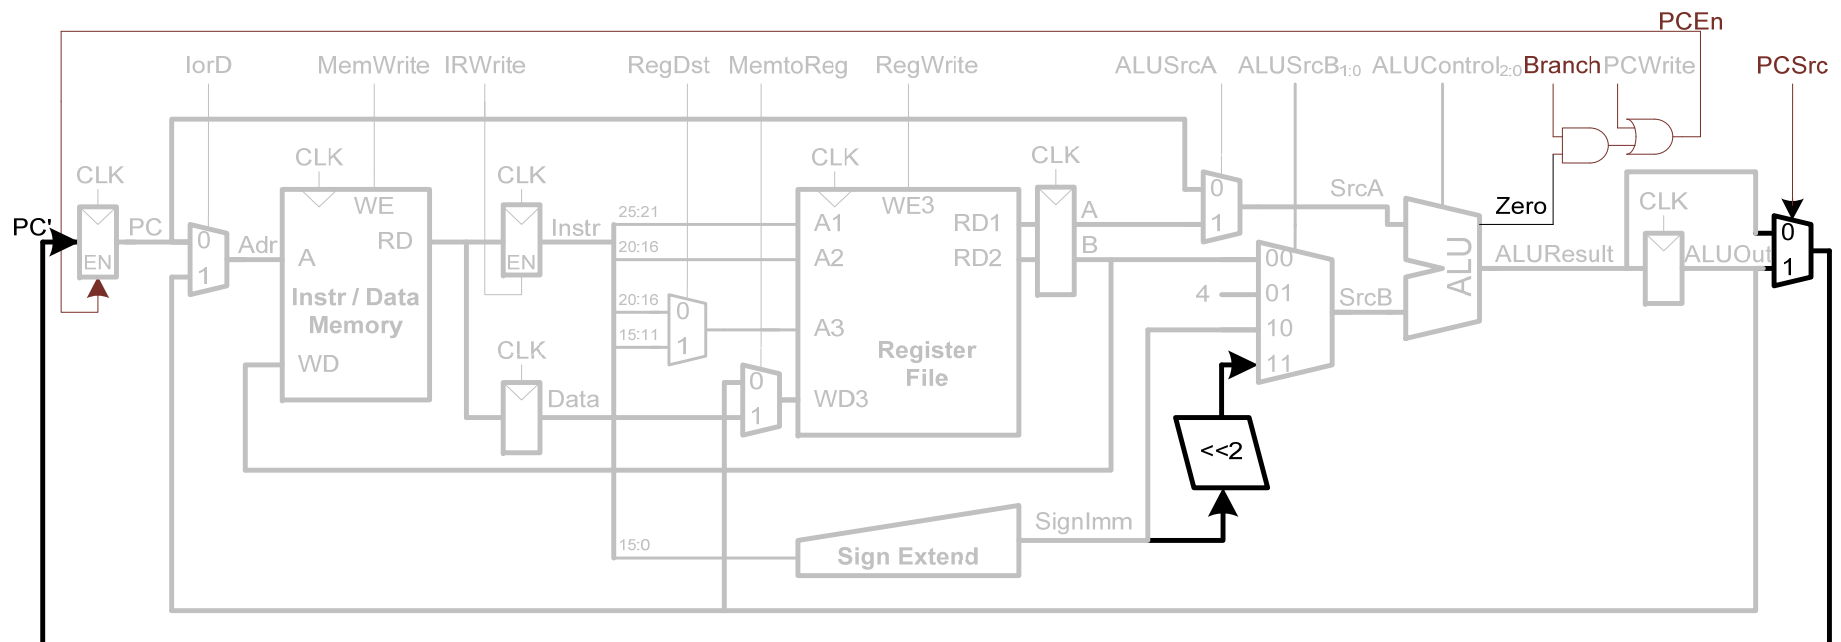 PCEn
IorD MemWrite IRWrite RegDst MemtoReg RegWrite ALUSrcA ALUSrcB1:0 ALUControl2:0 Branch PCWrite PCSrc
CLK CLK CLK CLK
CLK CLK
WE WE3
PC' PC EN
0 1 Adr
A RD
Instr / Data
Memory
WD
EN Instr
CLK
Data
25:21
20:16
20:16
15:11
15:0
0 1
0 1
A1 RD1
A2 RD2
A3
Register
File
WD3
A
B
0 1
SrcA
00
4 01
10
11
SrcB
ALU
Zero
ALUResult
CLK
ALUOut
0
1
<<2
SignImm
Sign Extend